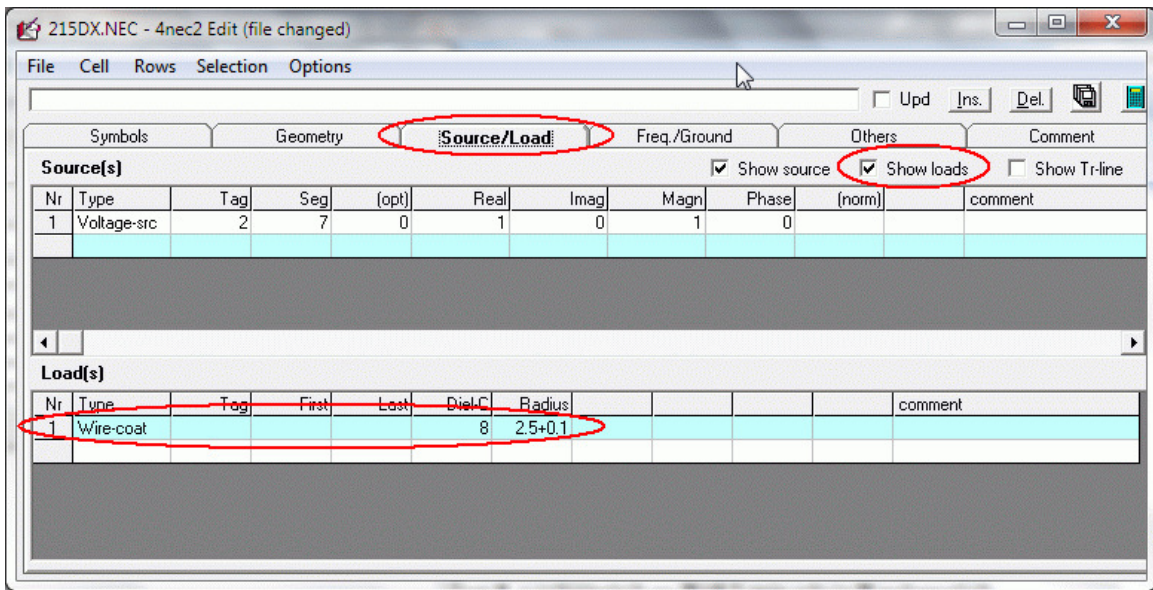 215DX.NEC - 4nec2 Edit (file changed)
File Cell Rows Selection Options
Upd Ins. Del.
Symbols Geometry Source/Load Freq./Ground Others Comment
Source(s) Show source Show loads Show Tr-line
Nr Type Tag Seg (opt) Real Imag Magn Phase (norm) comment
1 Voltage-src 2 7 0 1 0 1 0
Load(s)
Nr Type Tag First Last Diel-C Radius comment
1 Wire-coat 8 2.5+0.1